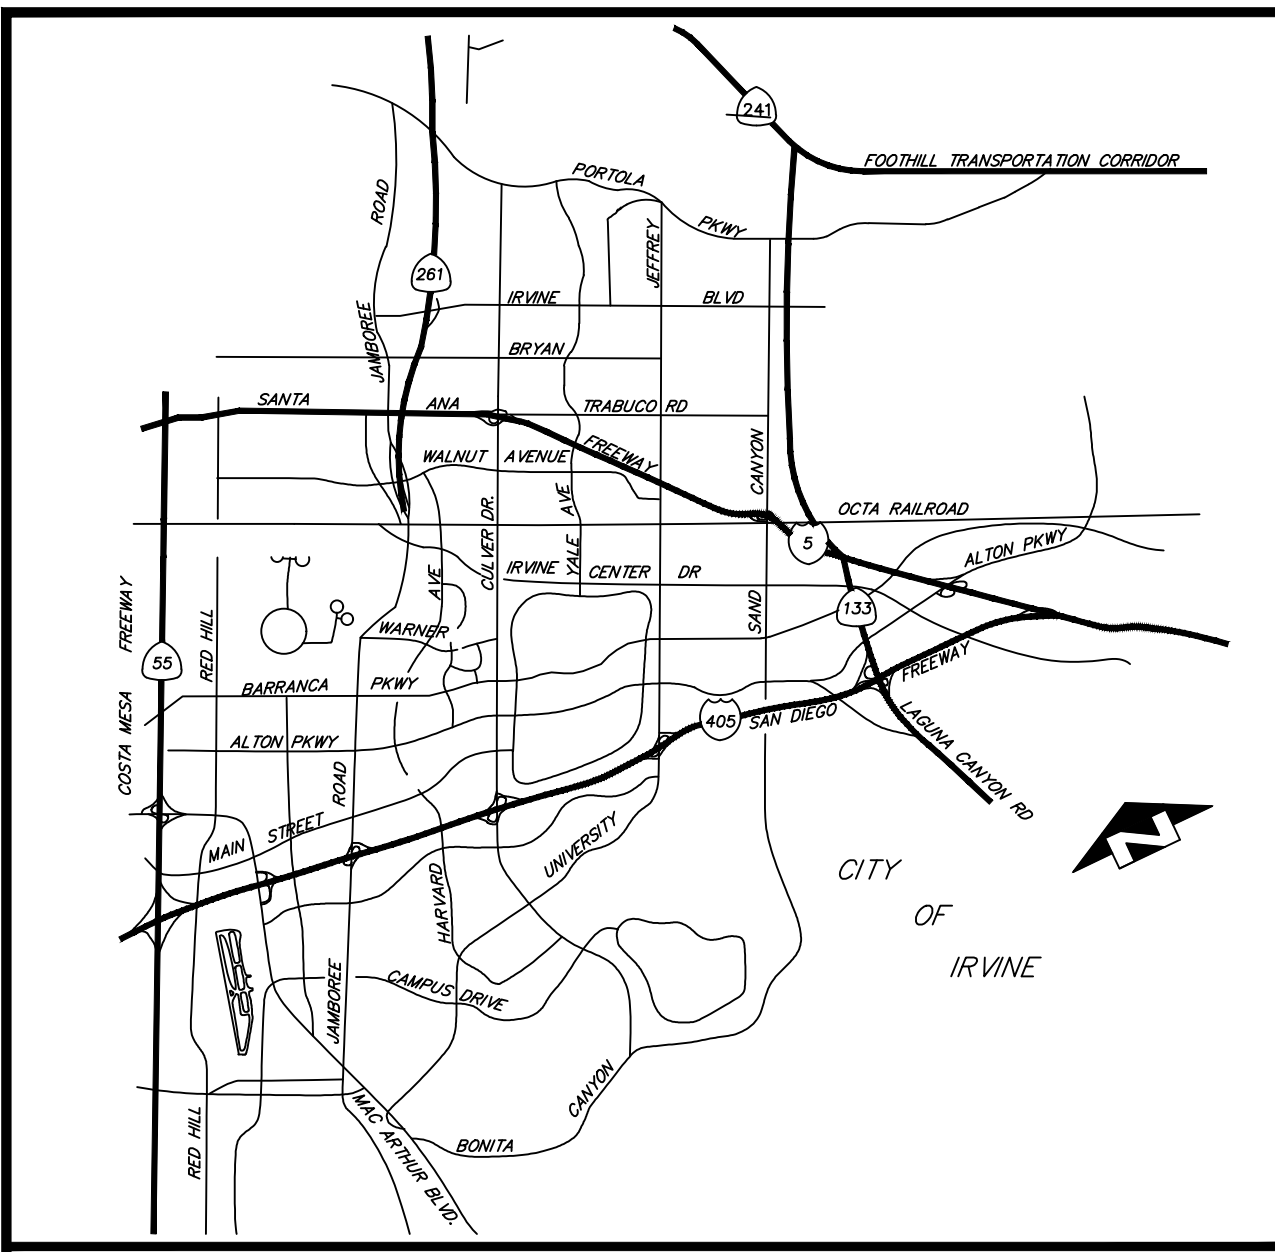 241
FOOTHILL TRANSPORTATION CORRIDOR
PORTOLA
PKWY
ROAD
JEFFREY
261
IRVINE
BLVD
JAMBOREE
BRYAN
SANTA
ANA
TRABUCO RD
FREEWAY
WALNUT
AVENUE
CANYON
AVE
CULVER DR.
OCTA RAILROAD
5
ALTON PKWY
YALE
IRVINE
CENTER
DR
AVE
FREEWAY
RED HILL
SAND
133
WARNER
55
FREEWAY
BARRANCA
PKWY
COSTA MESA
405
SAN DIEGO
LAGUNA CANYON RD
ALTON PKWY
ROAD
MAIN
STREET
UNIVERSITY
N
HARVARD
CITY
OF
IRVINE
CAMPUS DRIVE
JAMBOREE
CANYON
MAC ARTHUR BLVD.
RED HILL
BONITA